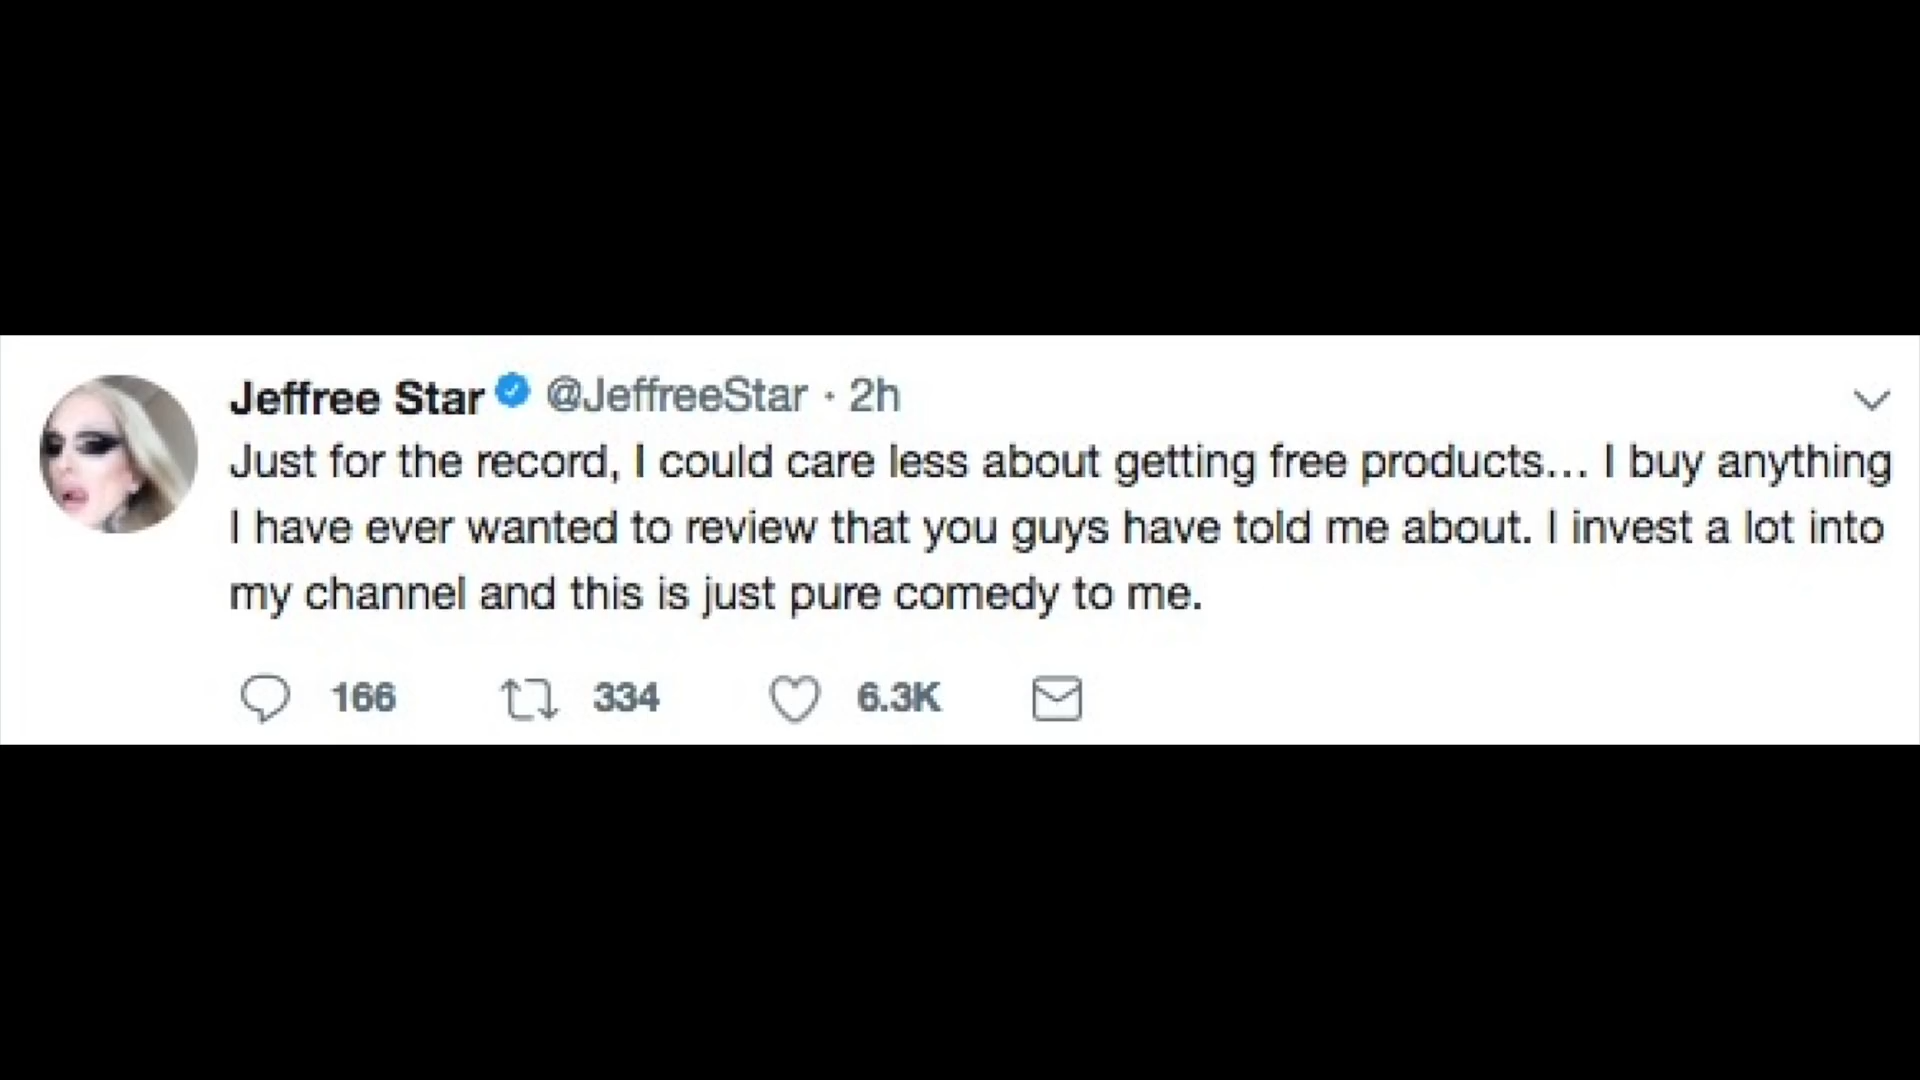 Jeffree Star @JeffreeStar · 2h
Just for the record, I could care less about getting free products... I buy anything
I have ever wanted to review that you guys have told me about. I invest a lot into
my channel and this is just pure comedy to me.
166 334 6.3K